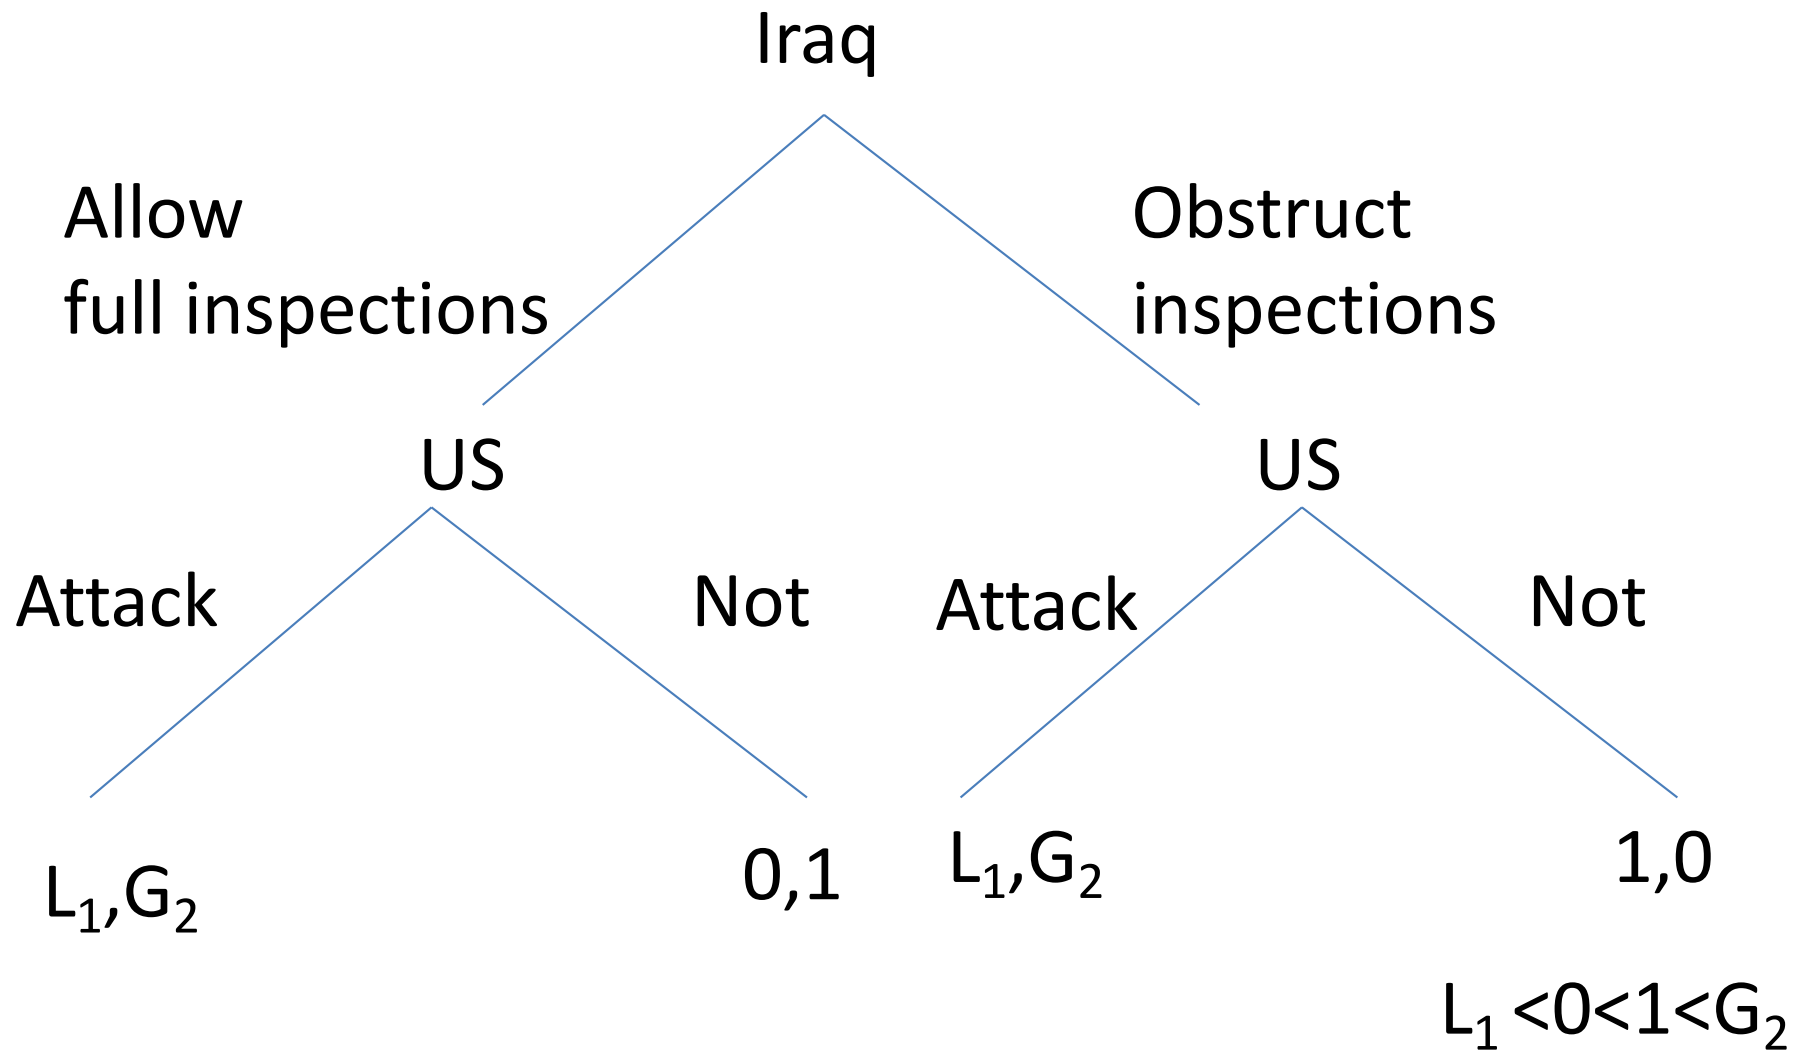 Iraq
Allow
full inspections
Obstruct
inspections
US
US
Attack
Not
Attack
Not
L₁,G₂
0,1
L₁,G₂
1,0
L₁ <0<1<G₂